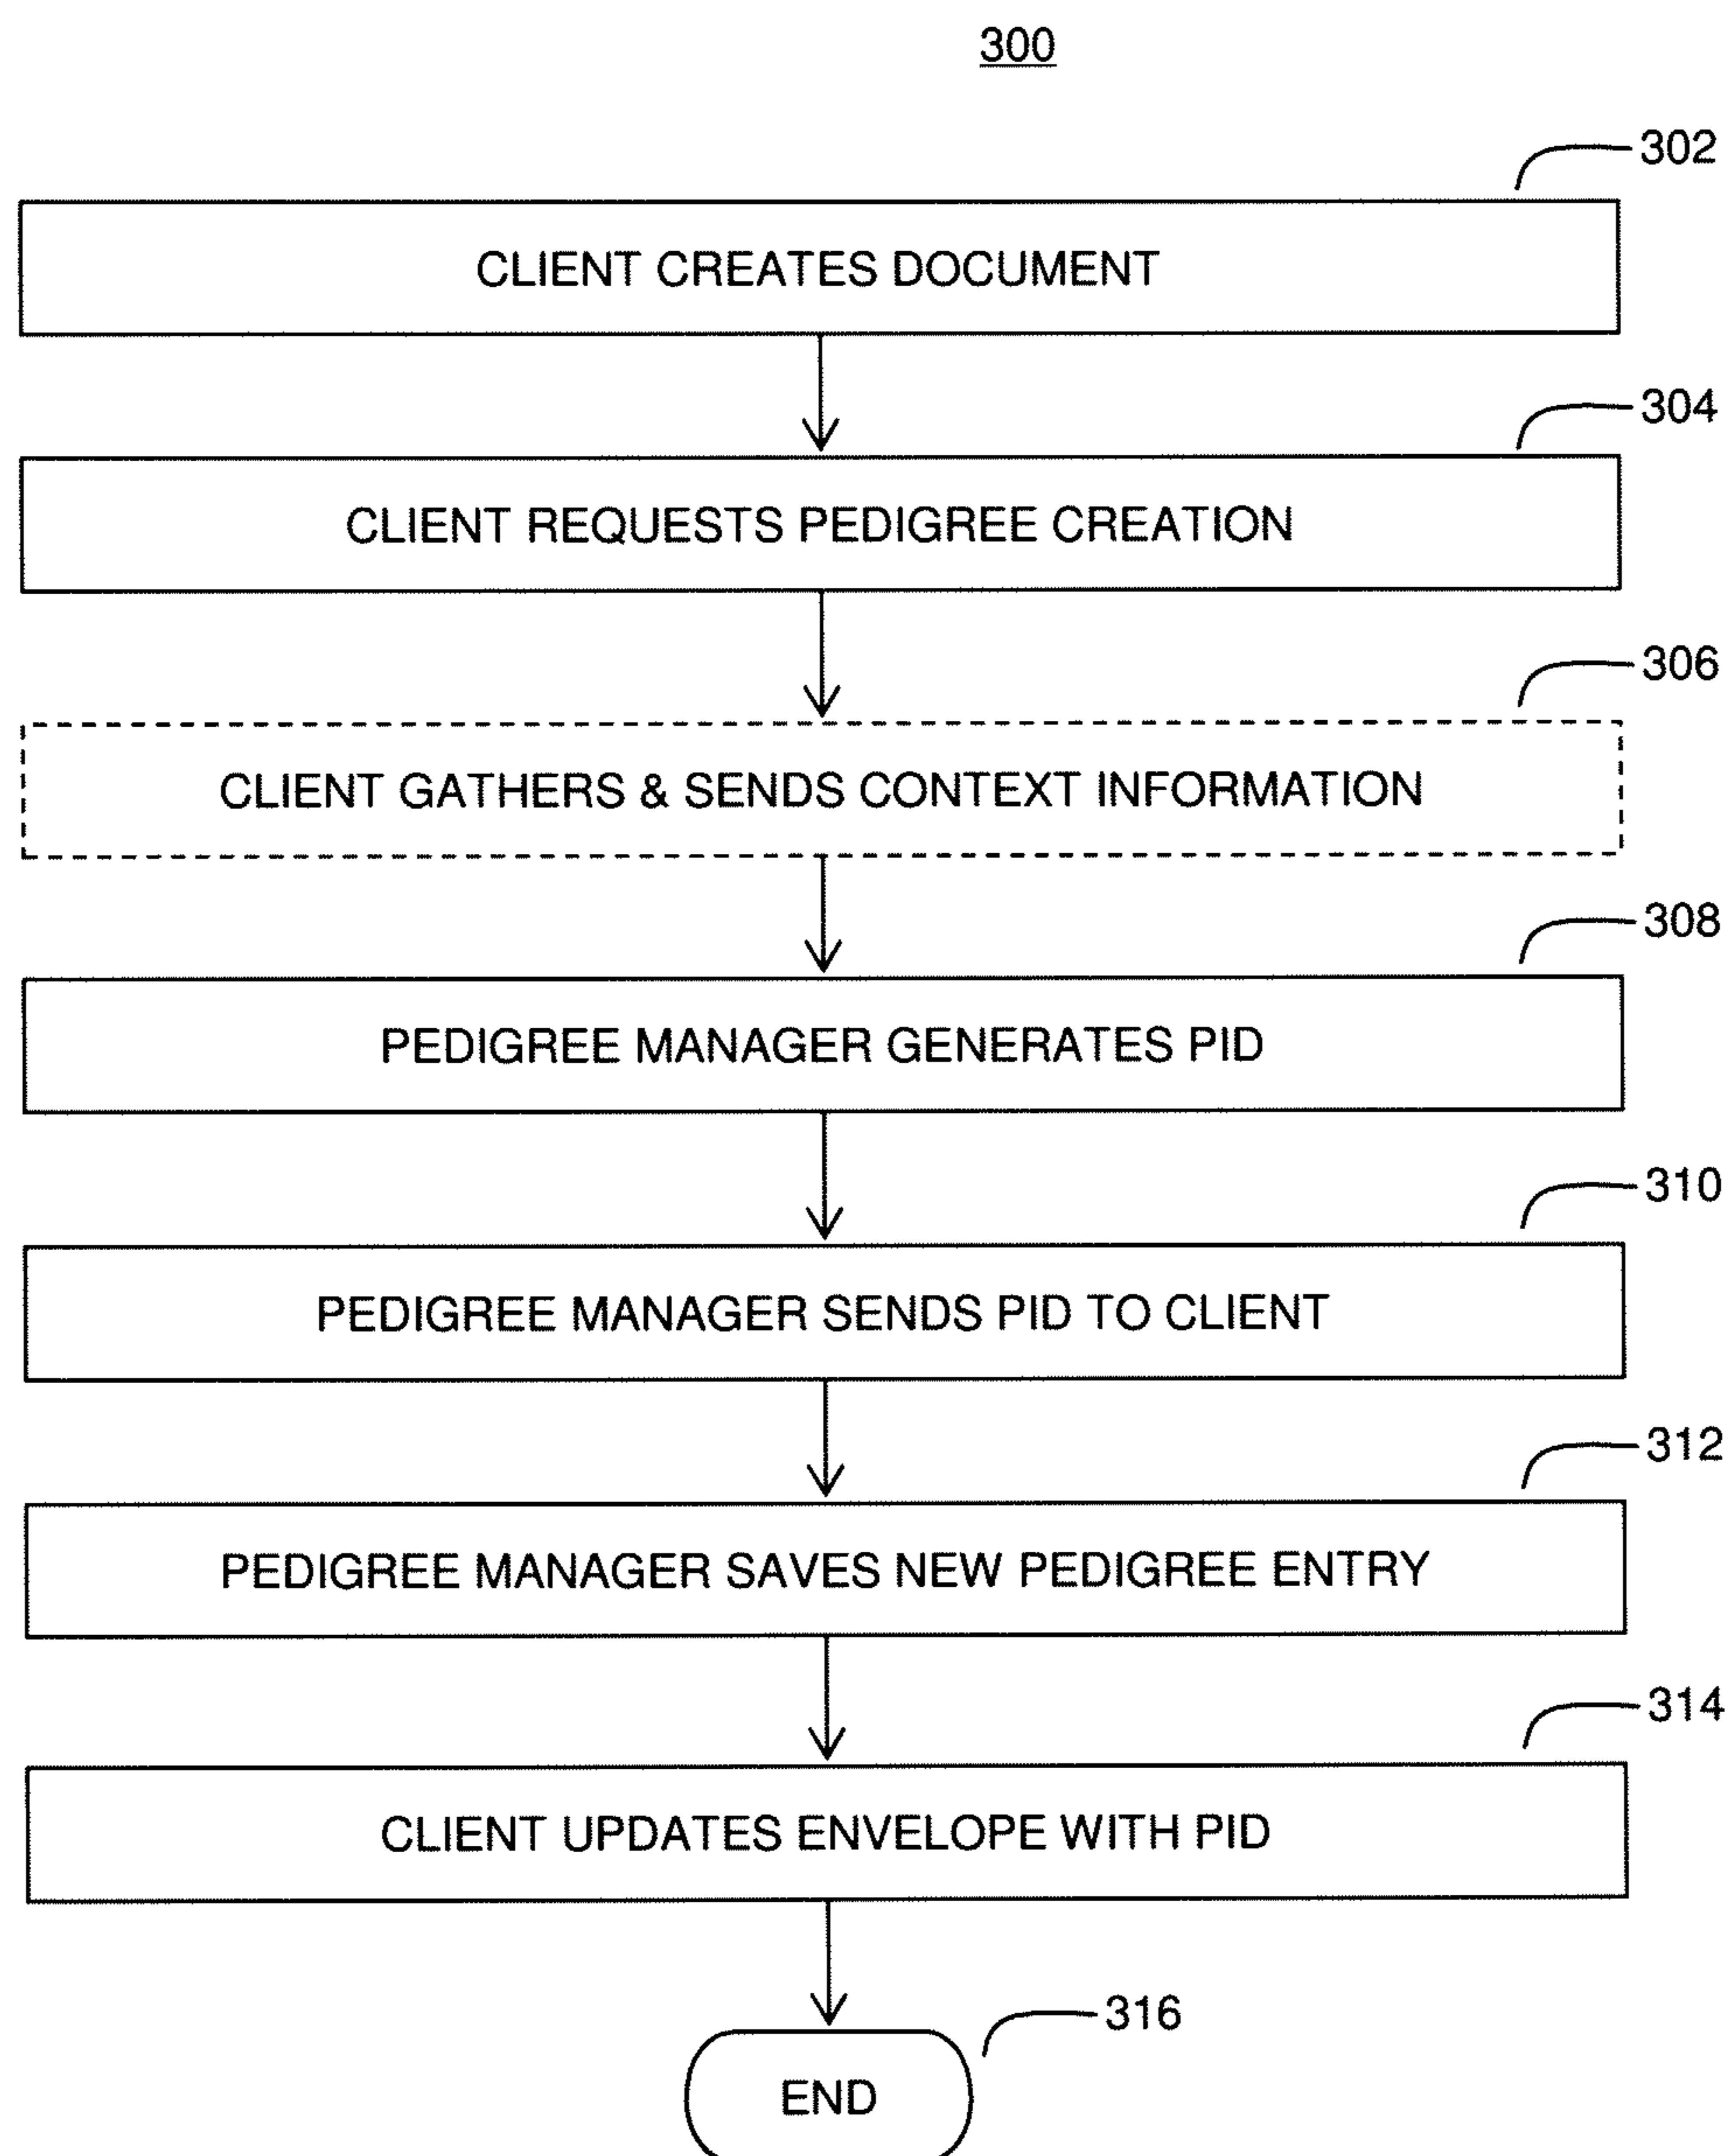 300
302
CLIENT CREATES DOCUMENT
304
CLIENT REQUESTS PEDIGREE CREATION
306
CLIENT GATHERS & SENDS CONTEXT INFORMATION
308
PEDIGREE MANAGER GENERATES PID
310
PEDIGREE MANAGER SENDS PID TO CLIENT
312
PEDIGREE MANAGER SAVES NEW PEDIGREE ENTRY
314
CLIENT UPDATES ENVELOPE WITH PID
316
END